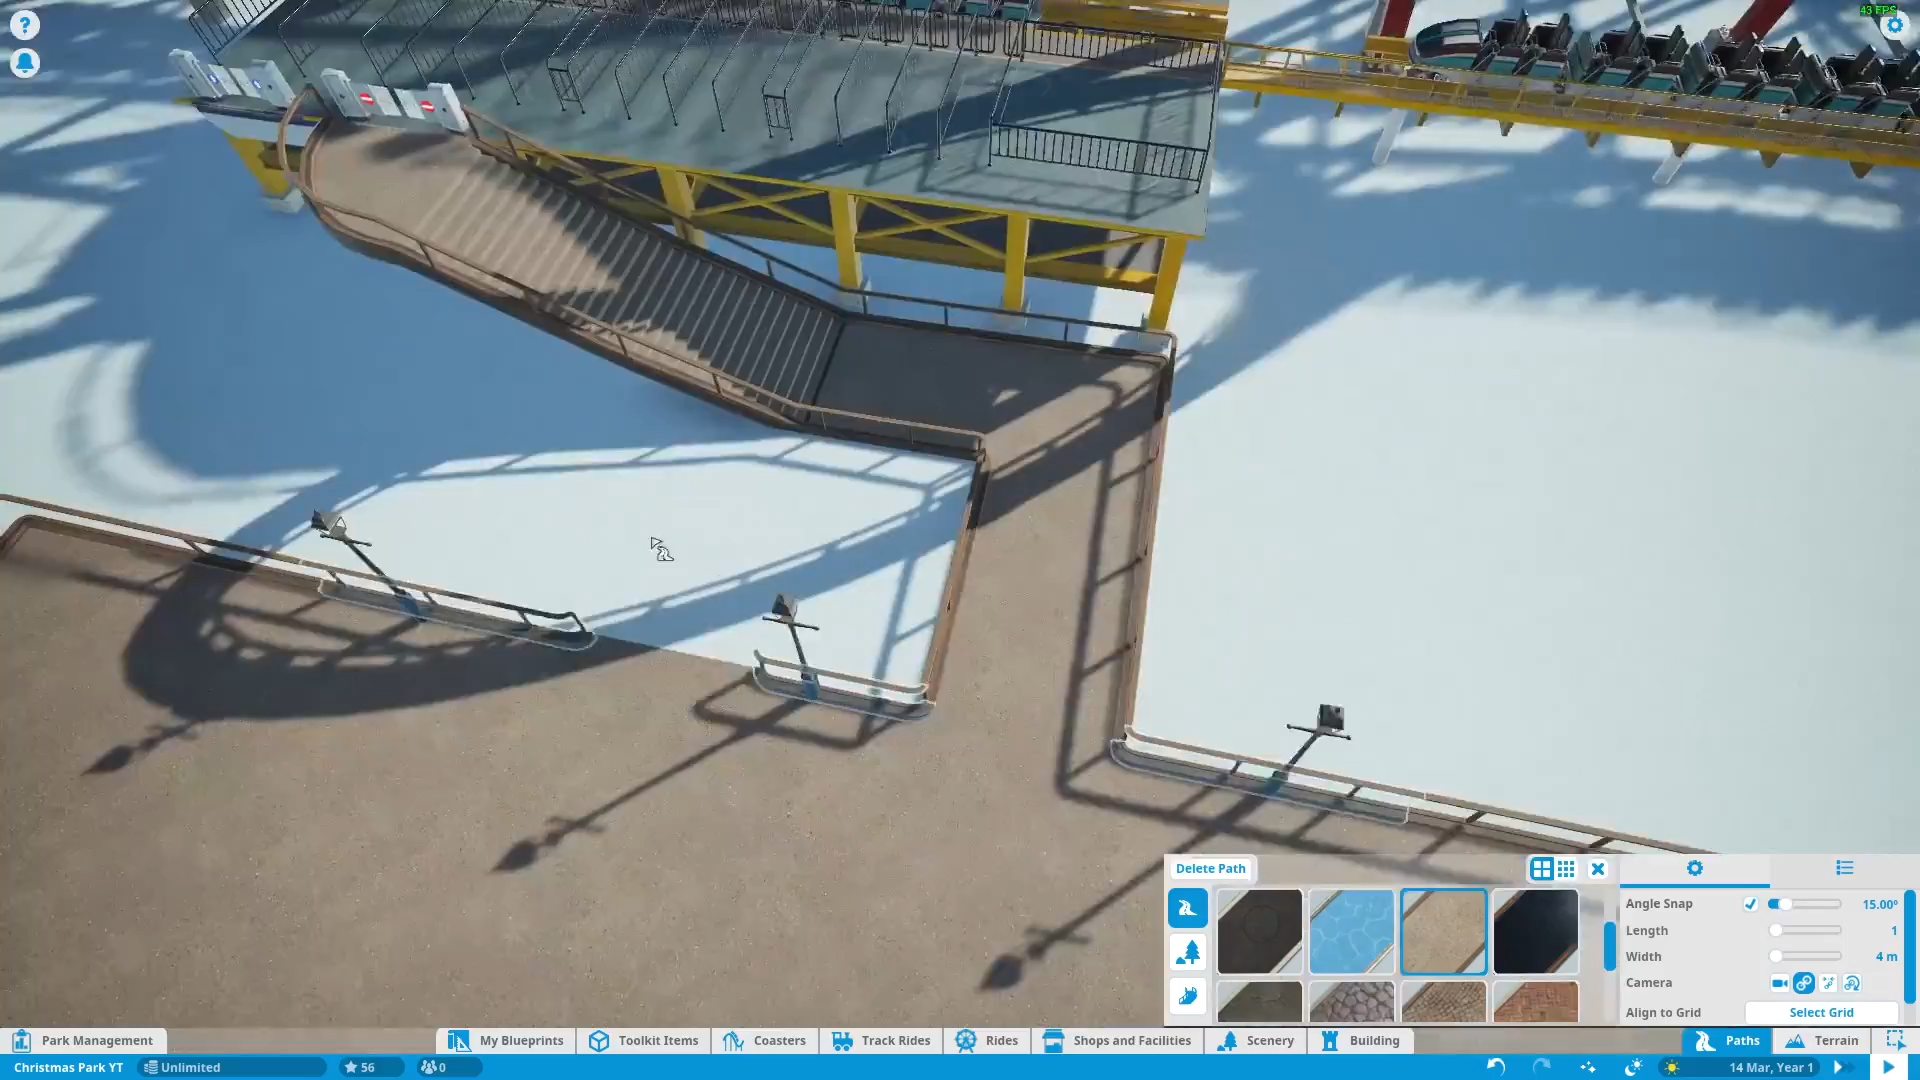 43 FPS
?
Delete Path
Angle Snap 15.00°
Length 1
Width 4 m
Camera
Align to Grid Select Grid
Park Management
My Blueprints
Toolkit Items
Coasters
Track Rides
Rides
Shops and Facilities
Scenery
Building
Paths
Terrain
Christmas Park YT
Unlimited
56
0
14 Mar, Year 1